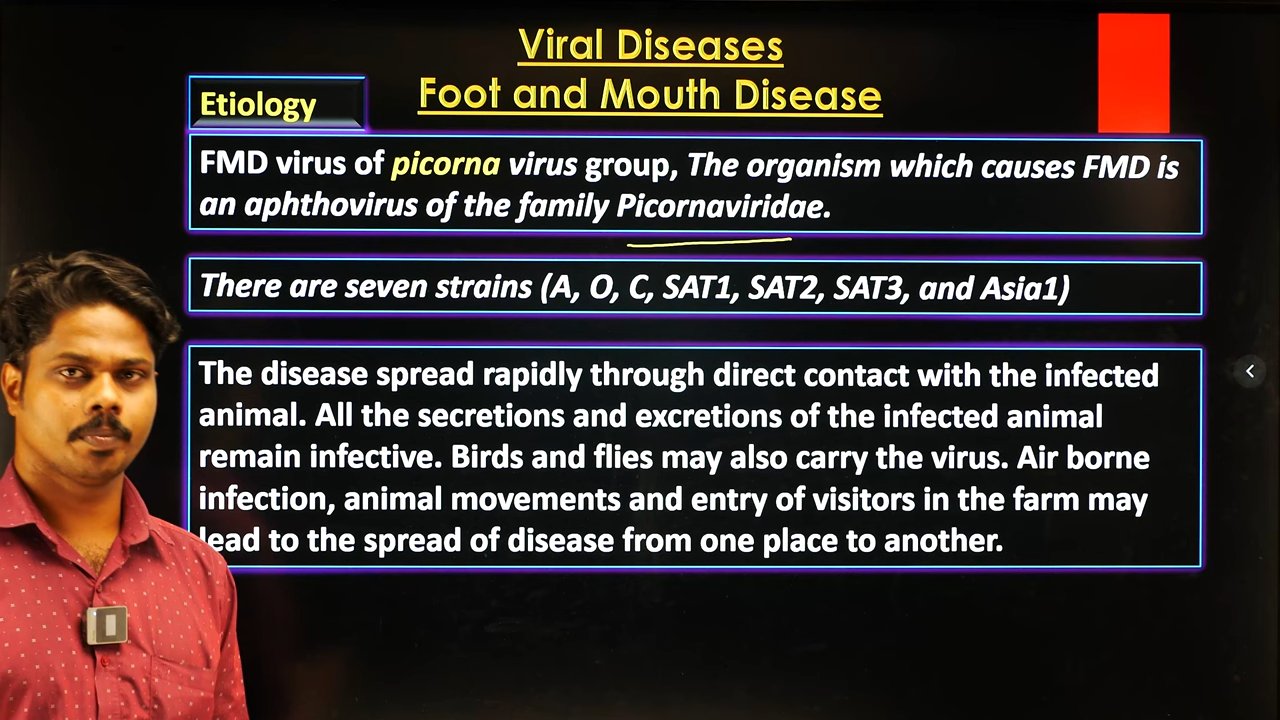 Viral Diseases
Foot and Mouth Disease
Etiology
FMD virus of picorna virus group, The organism which causes FMD is
an aphthovirus of the family Picornaviridae.
There are seven strains (A, O, C, SAT1, SAT2, SAT3, and Asia1)
The disease spread rapidly through direct contact with the infected
animal. All the secretions and excretions of the infected animal
remain infective. Birds and flies may also carry the virus. Air borne
infection, animal movements and entry of visitors in the farm may
lead to the spread of disease from one place to another.